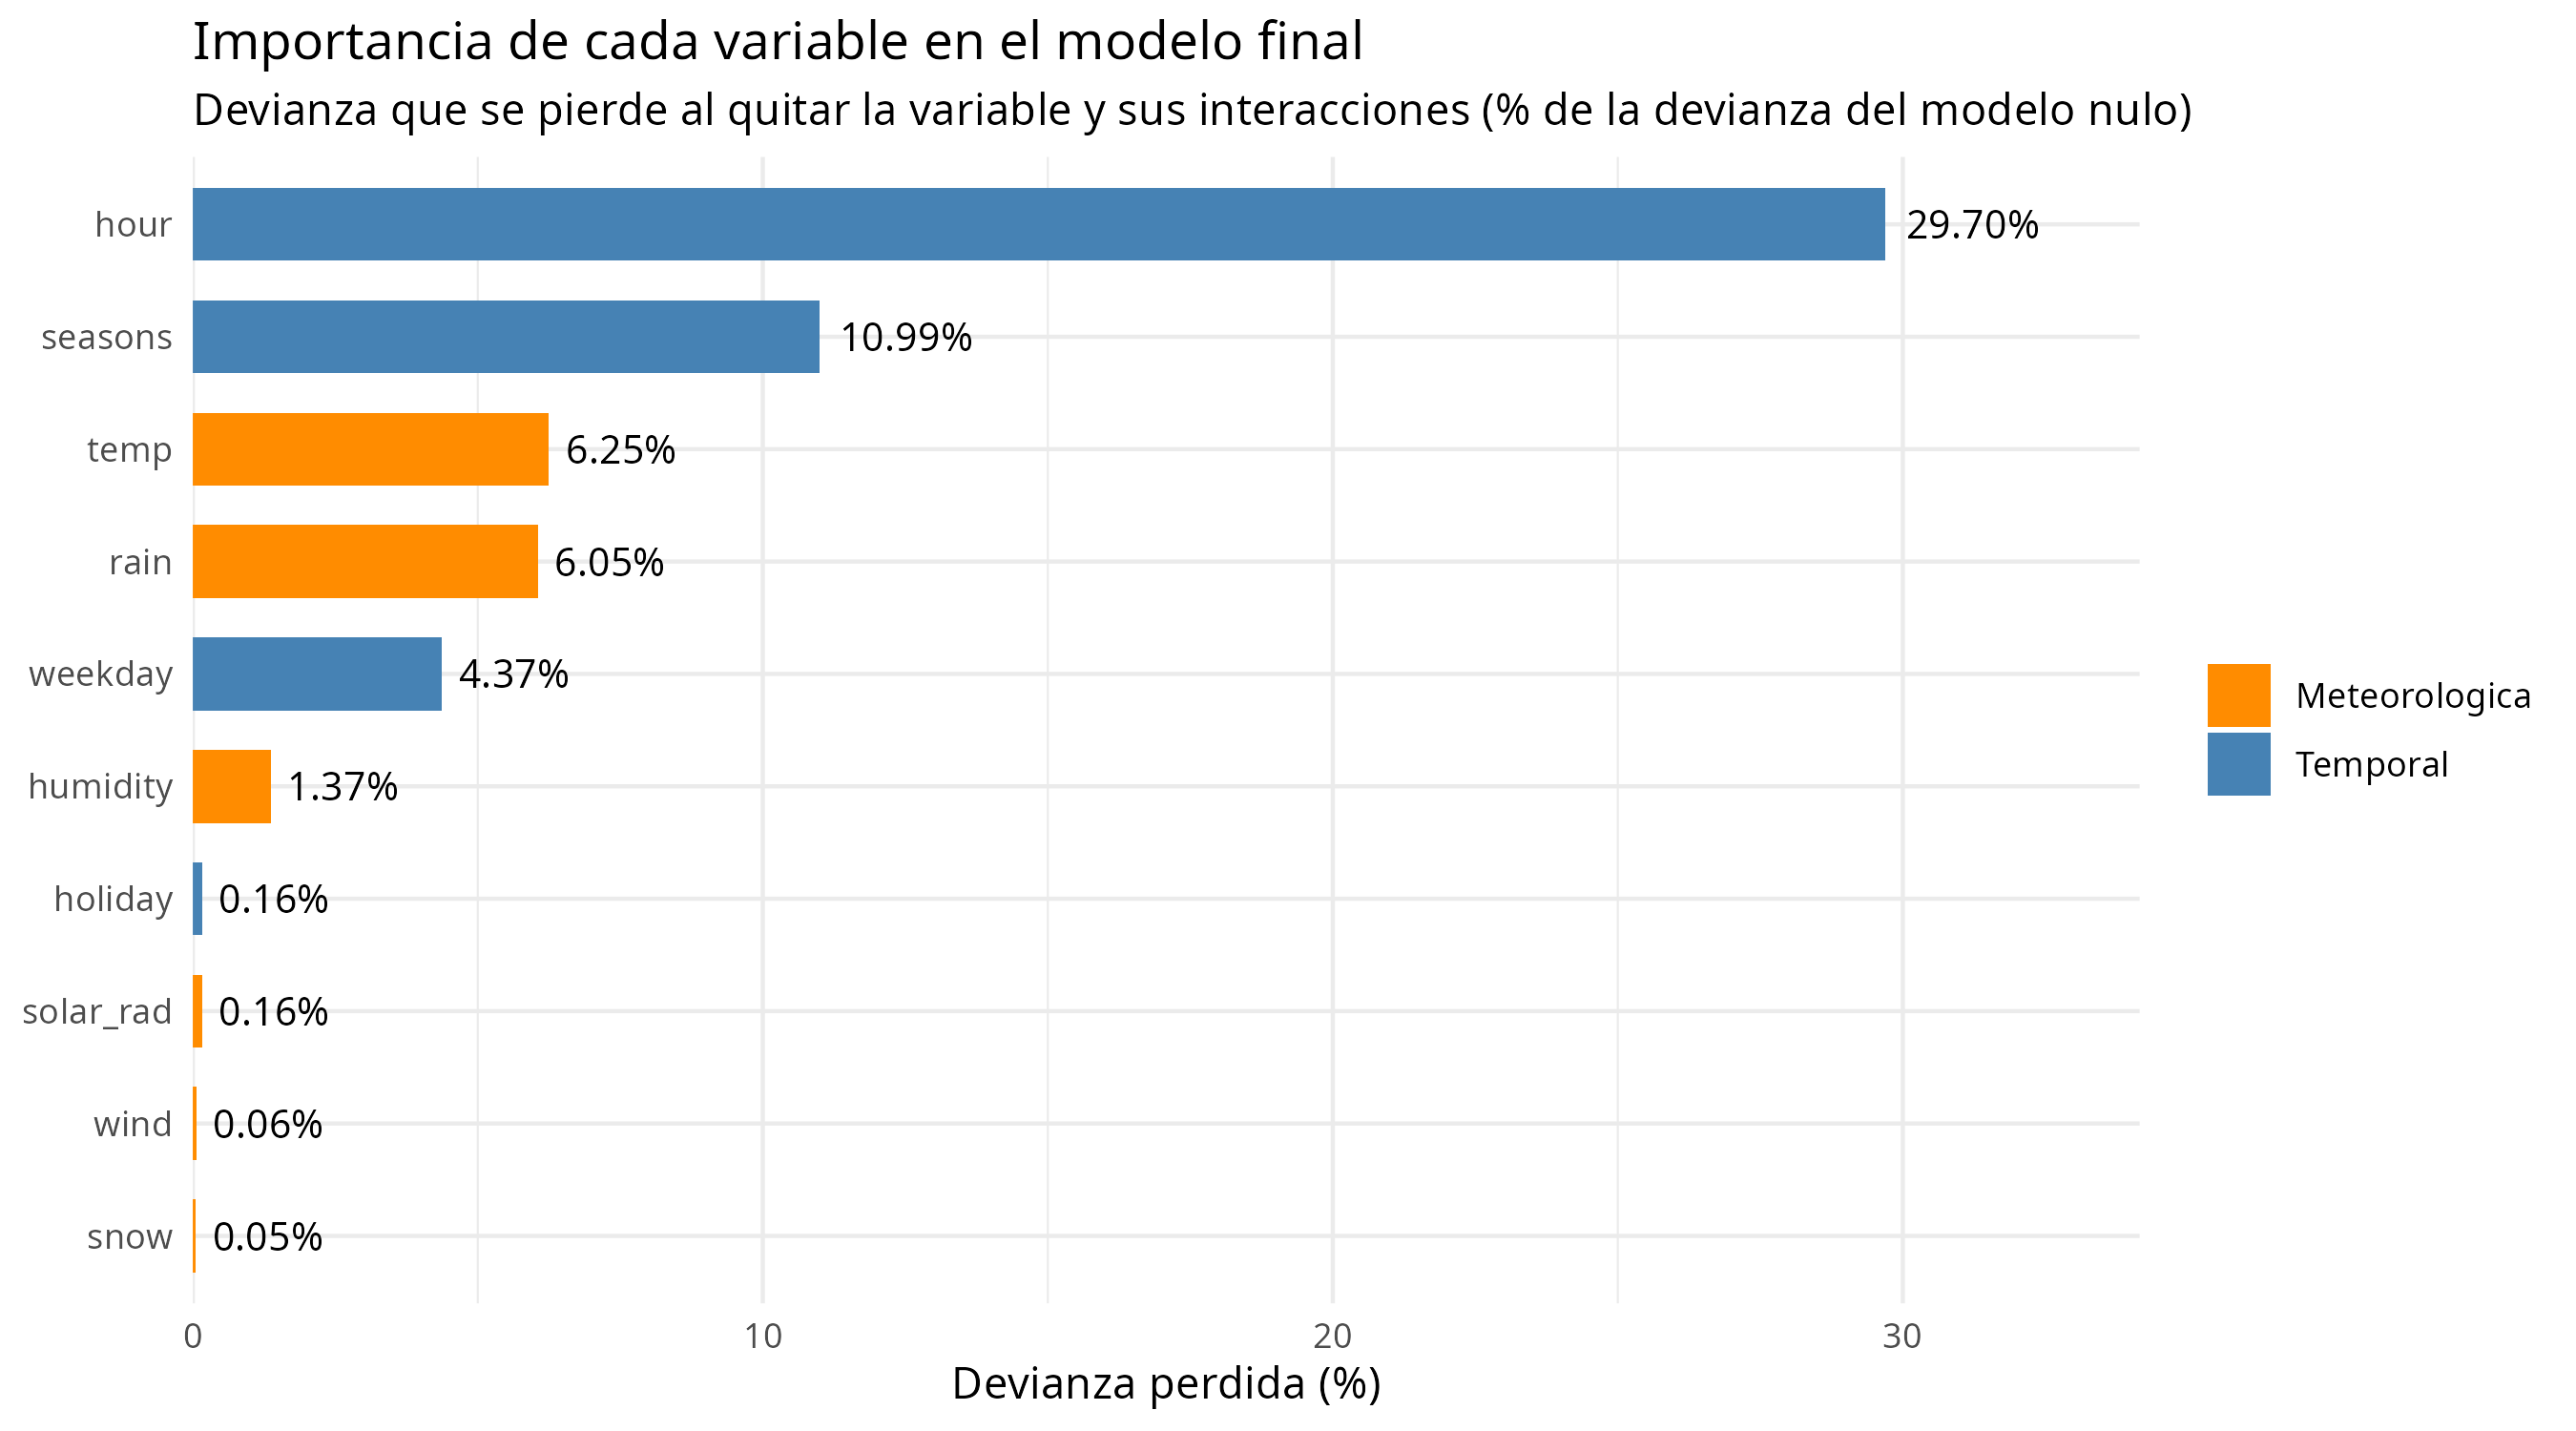 Importancia de cada variable en el modelo final
Devianza que se pierde al quitar la variable y sus interacciones (% de la devianza del modelo nulo)
hour 29.70%
seasons 10.99%
temp 6.25%
rain 6.05%
weekday 4.37%
humidity 1.37%
holiday 0.16%
solar_rad 0.16%
wind 0.06%
snow 0.05%
0 10 20 30
Devianza perdida (%)
Meteorologica
Temporal